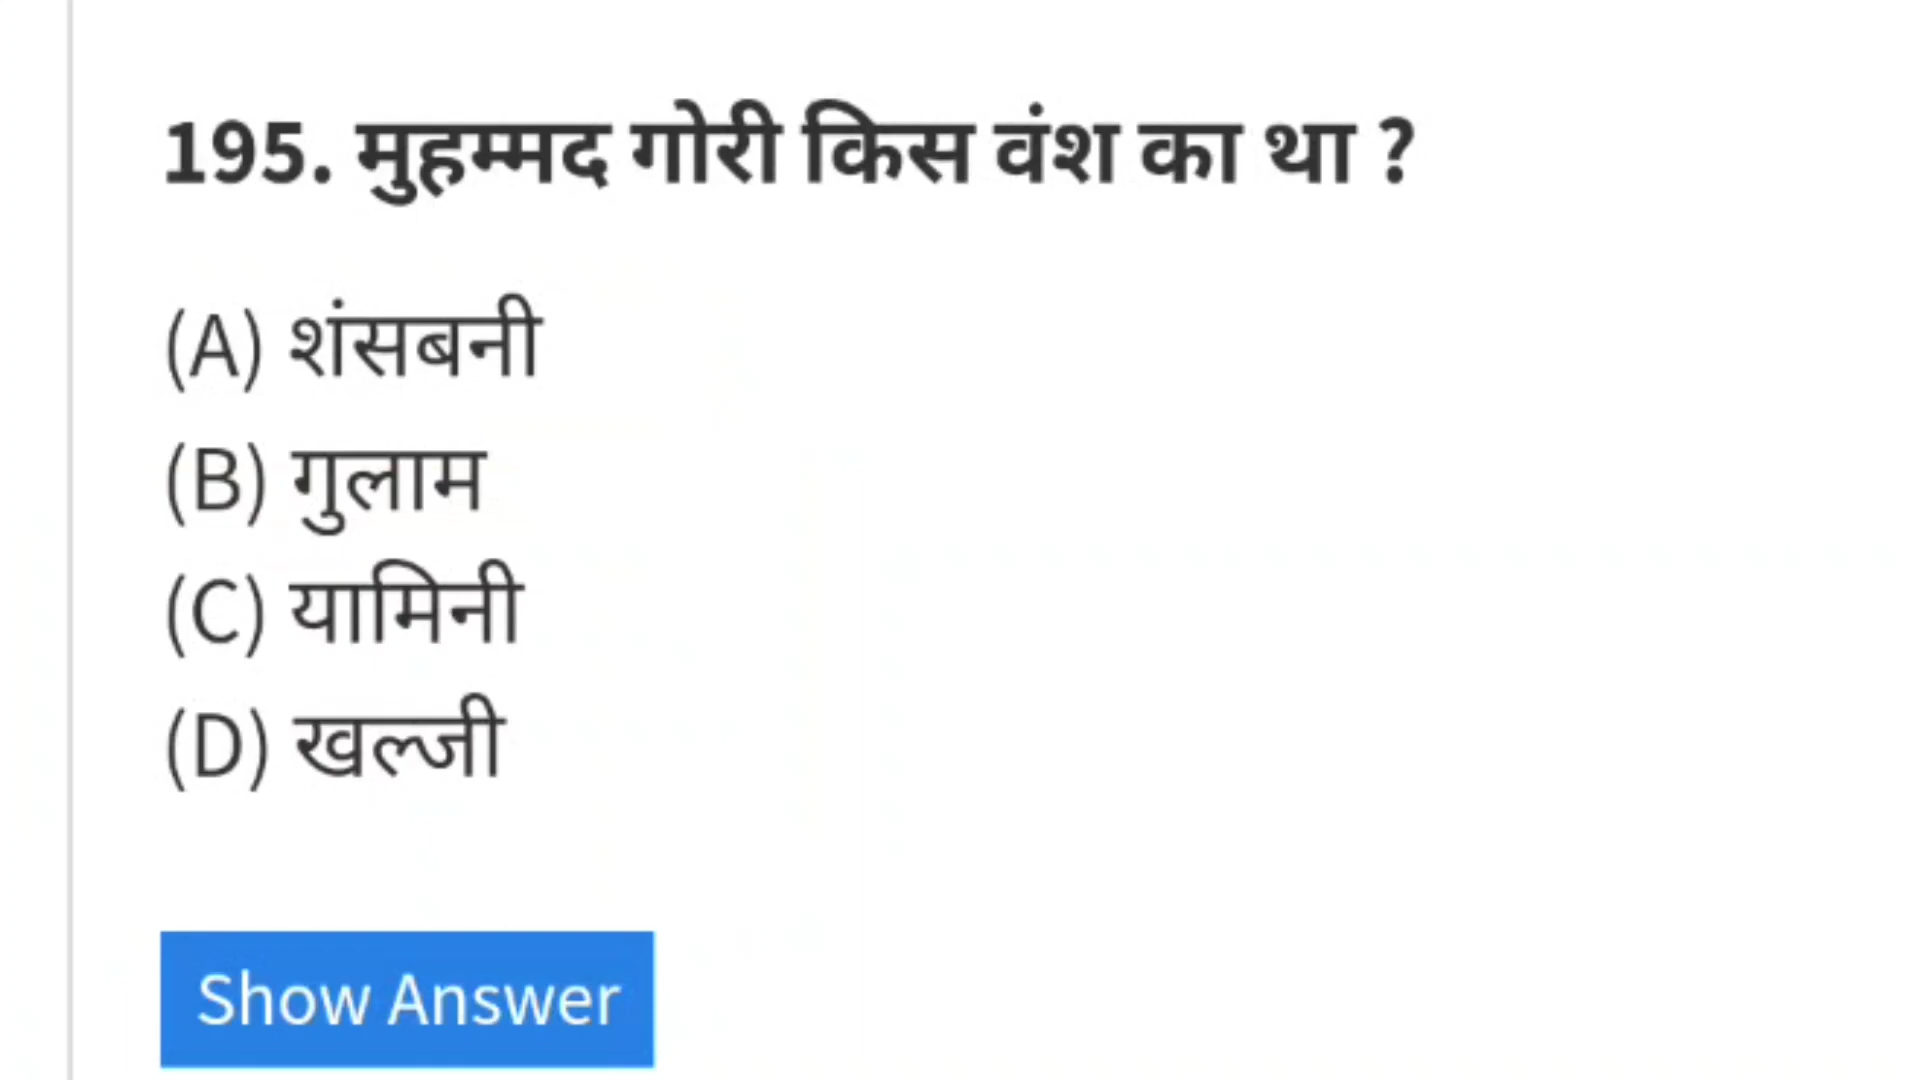 195. मुहम्मद गोरी किस वंश का था ?
(A) शंसबनी
(B) गुलाम
(C) यामिनी
(D) खल्जी
Show Answer